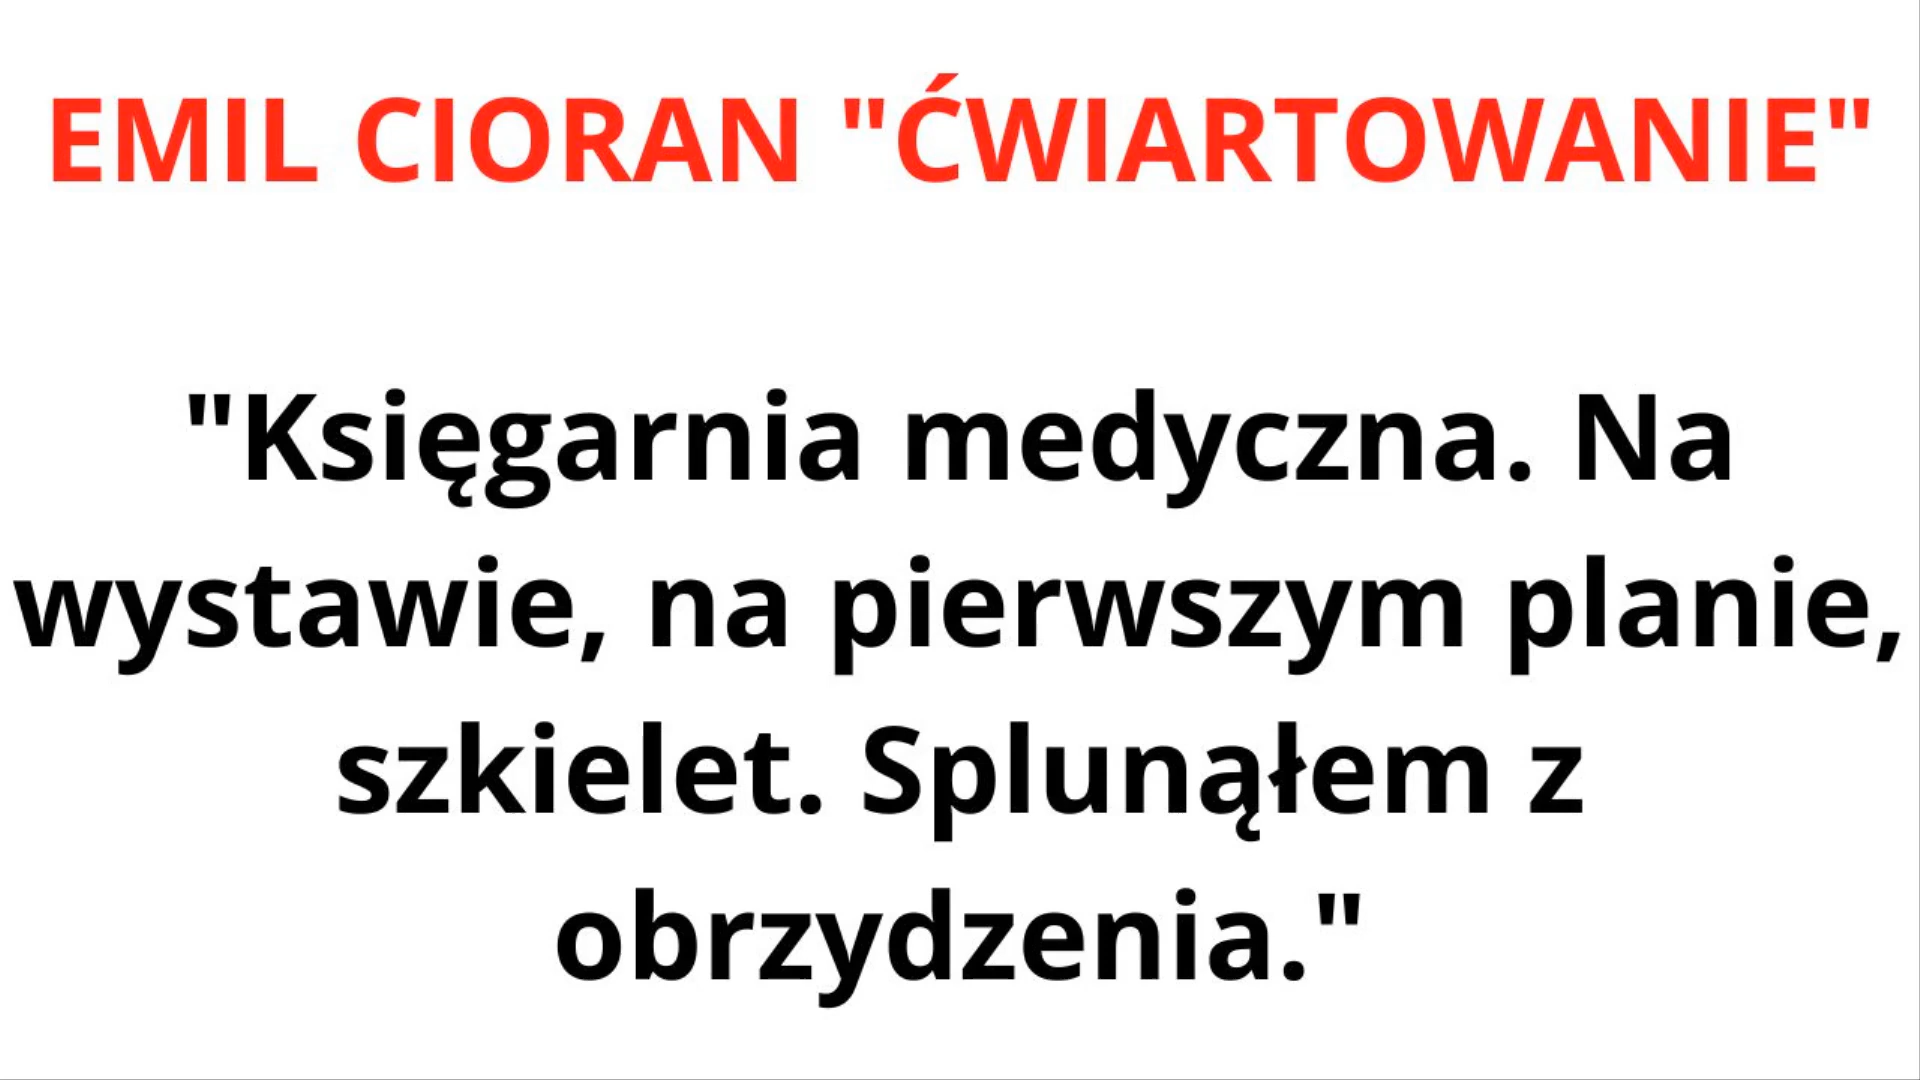 EMIL CIORAN "ĆWIARTOWANIE"
"Księgarnia medyczna. Na
wystawie, na pierwszym planie,
szkielet. Splunąłem z
obrzydzenia."